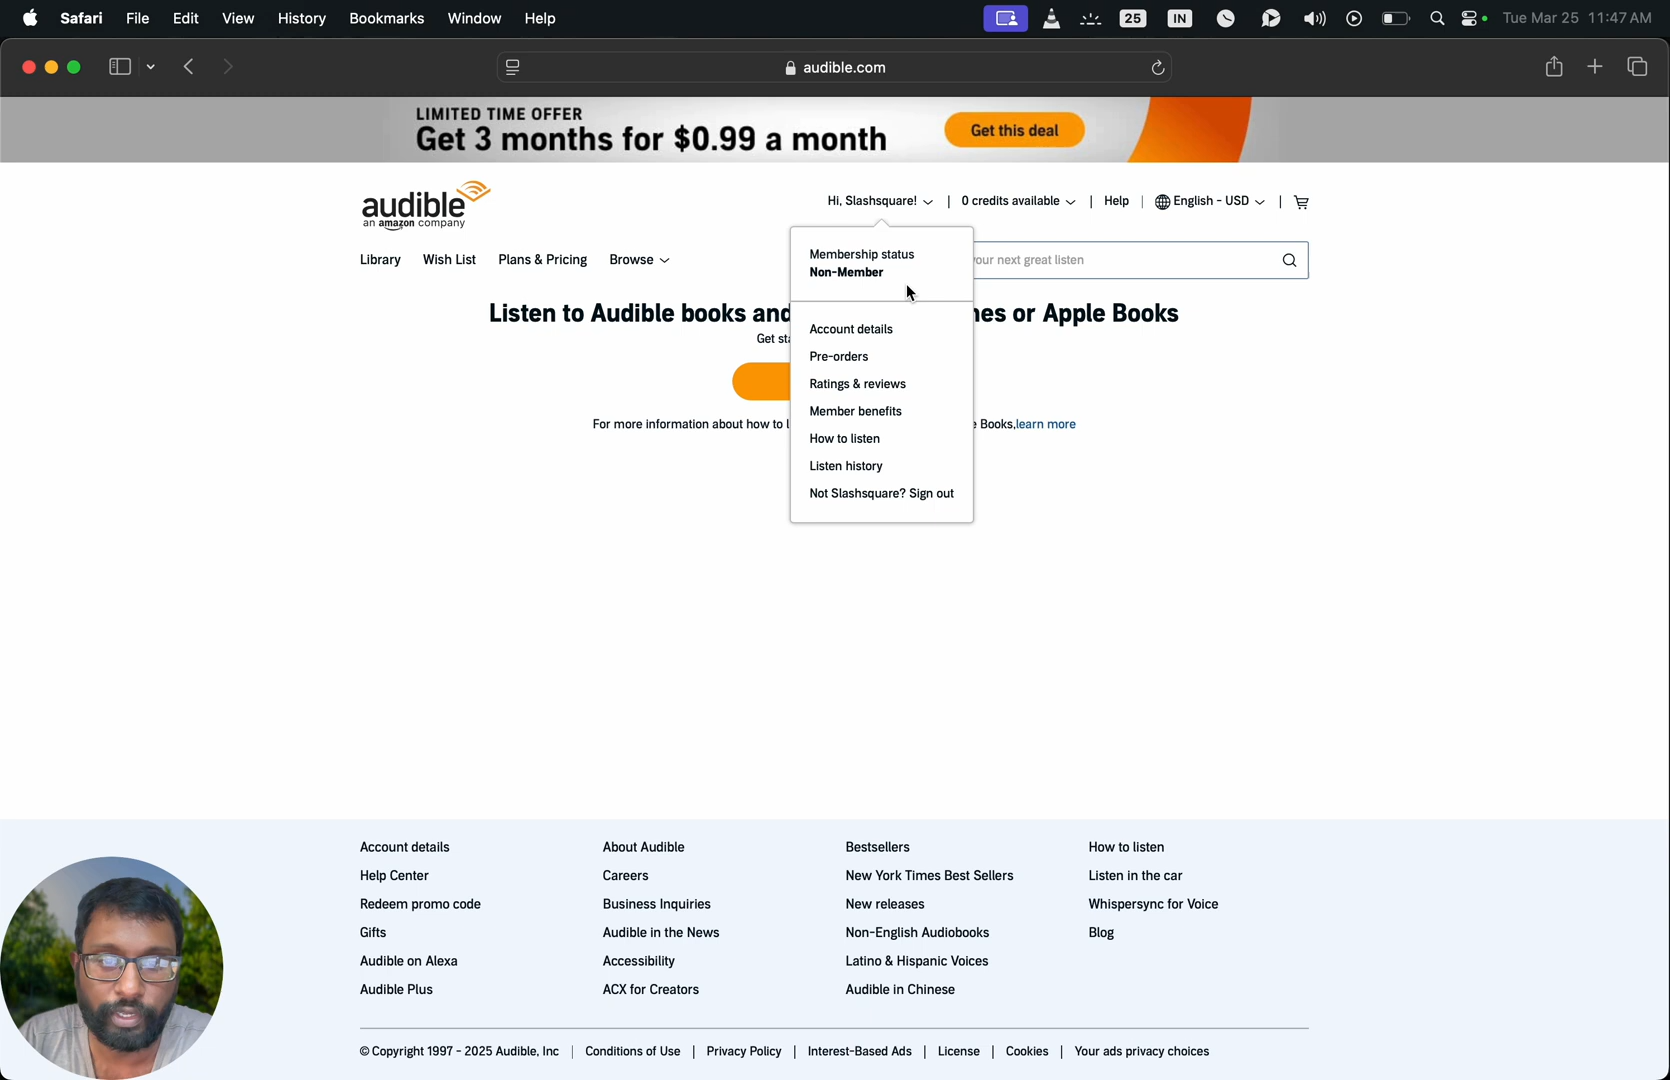 Safari File Edit View History Bookmarks Window Help 25 IN Tue Mar 25 11:47 AM
audible.com
LIMITED TIME OFFER
Get 3 months for $0.99 a month
Get this deal
audible
an amazon company
Hi, Slashsquare! | 0 credits available | Help | English - USD |
Library Wish List Plans & Pricing Browse
your next great listen
Membership status
Non-Member
Listen to Audible books and
nes or Apple Books
Get sta
Account details
Pre-orders
Ratings & reviews
Member benefits
How to listen
Listen history
Not Slashsquare? Sign out
For more information about how to l
e Books, learn more
Account details
Help Center
Redeem promo code
Gifts
Audible on Alexa
Audible Plus
About Audible
Careers
Business Inquiries
Audible in the News
Accessibility
ACX for Creators
Bestsellers
New York Times Best Sellers
New releases
Non-English Audiobooks
Latino & Hispanic Voices
Audible in Chinese
How to listen
Listen in the car
Whispersync for Voice
Blog
© Copyright 1997 - 2025 Audible, Inc | Conditions of Use | Privacy Policy | Interest-Based Ads | License | Cookies | Your ads privacy choices